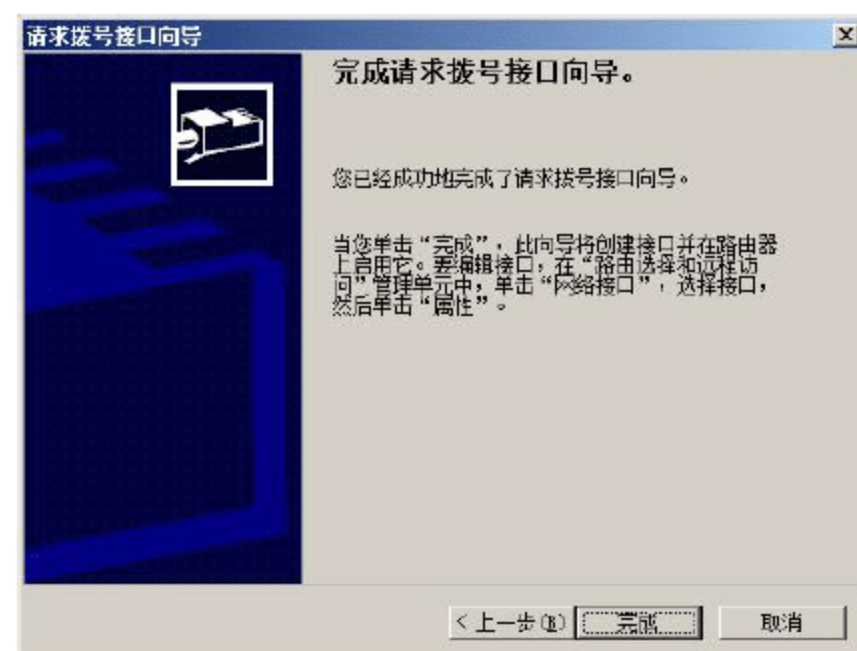 请求拨号接口向导
完成请求拨号接口向导。
您已经成功地完成了请求拨号接口向导。
当您单击“完成”，此向导将创建接口并在路由器
上启用它。要编辑接口，在“路由选择和远程访
问”管理单元中，单击“网络接口”，选择接口，
然后单击“属性”。
< 上一步(B)
完成
取消